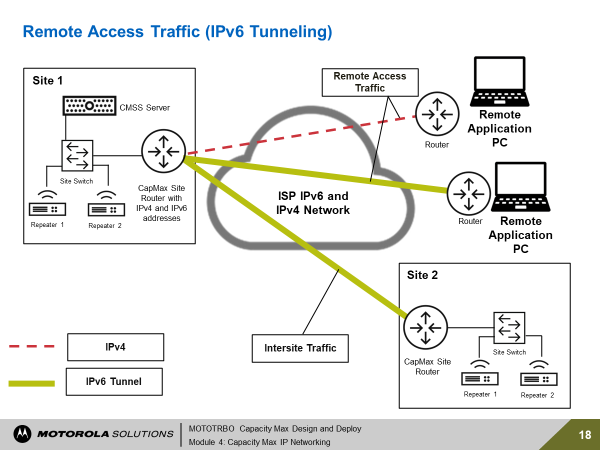 Remote Access Traffic (IPv6 Tunneling)
Site 1
CMSS Server
Site Switch
Repeater 1
Repeater 2
CapMax Site
Router with
IPv4 and IPv6
addresses
Remote Access
Traffic
Router
Remote
Application
PC
ISP IPv6 and
IPv4 Network
Router
Remote
Application
PC
Site 2
CapMax Site
Router
Site Switch
Repeater 1
Repeater 2
Intersite Traffic
IPv4
IPv6 Tunnel
MOTOROLA SOLUTIONS
MOTOTRBO Capacity Max Design and Deploy
Module 4: Capacity Max IP Networking
18